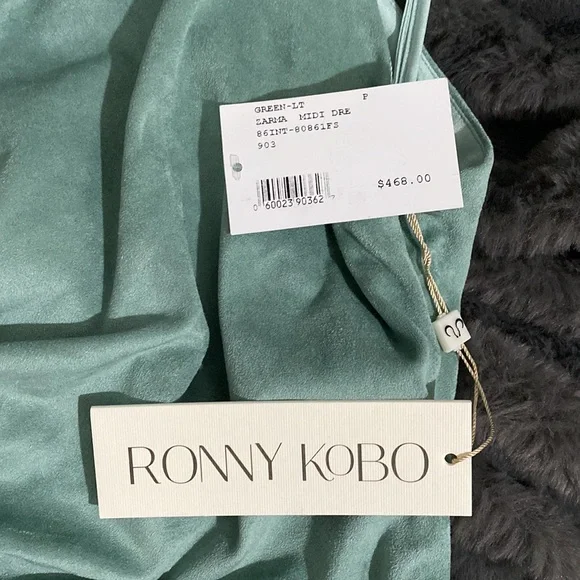 GREEN-LT P
ZARMA MIDI DRE
86INT-80861FS
903
0 60023 90362 7
$468.00
S
RONNY KOBO